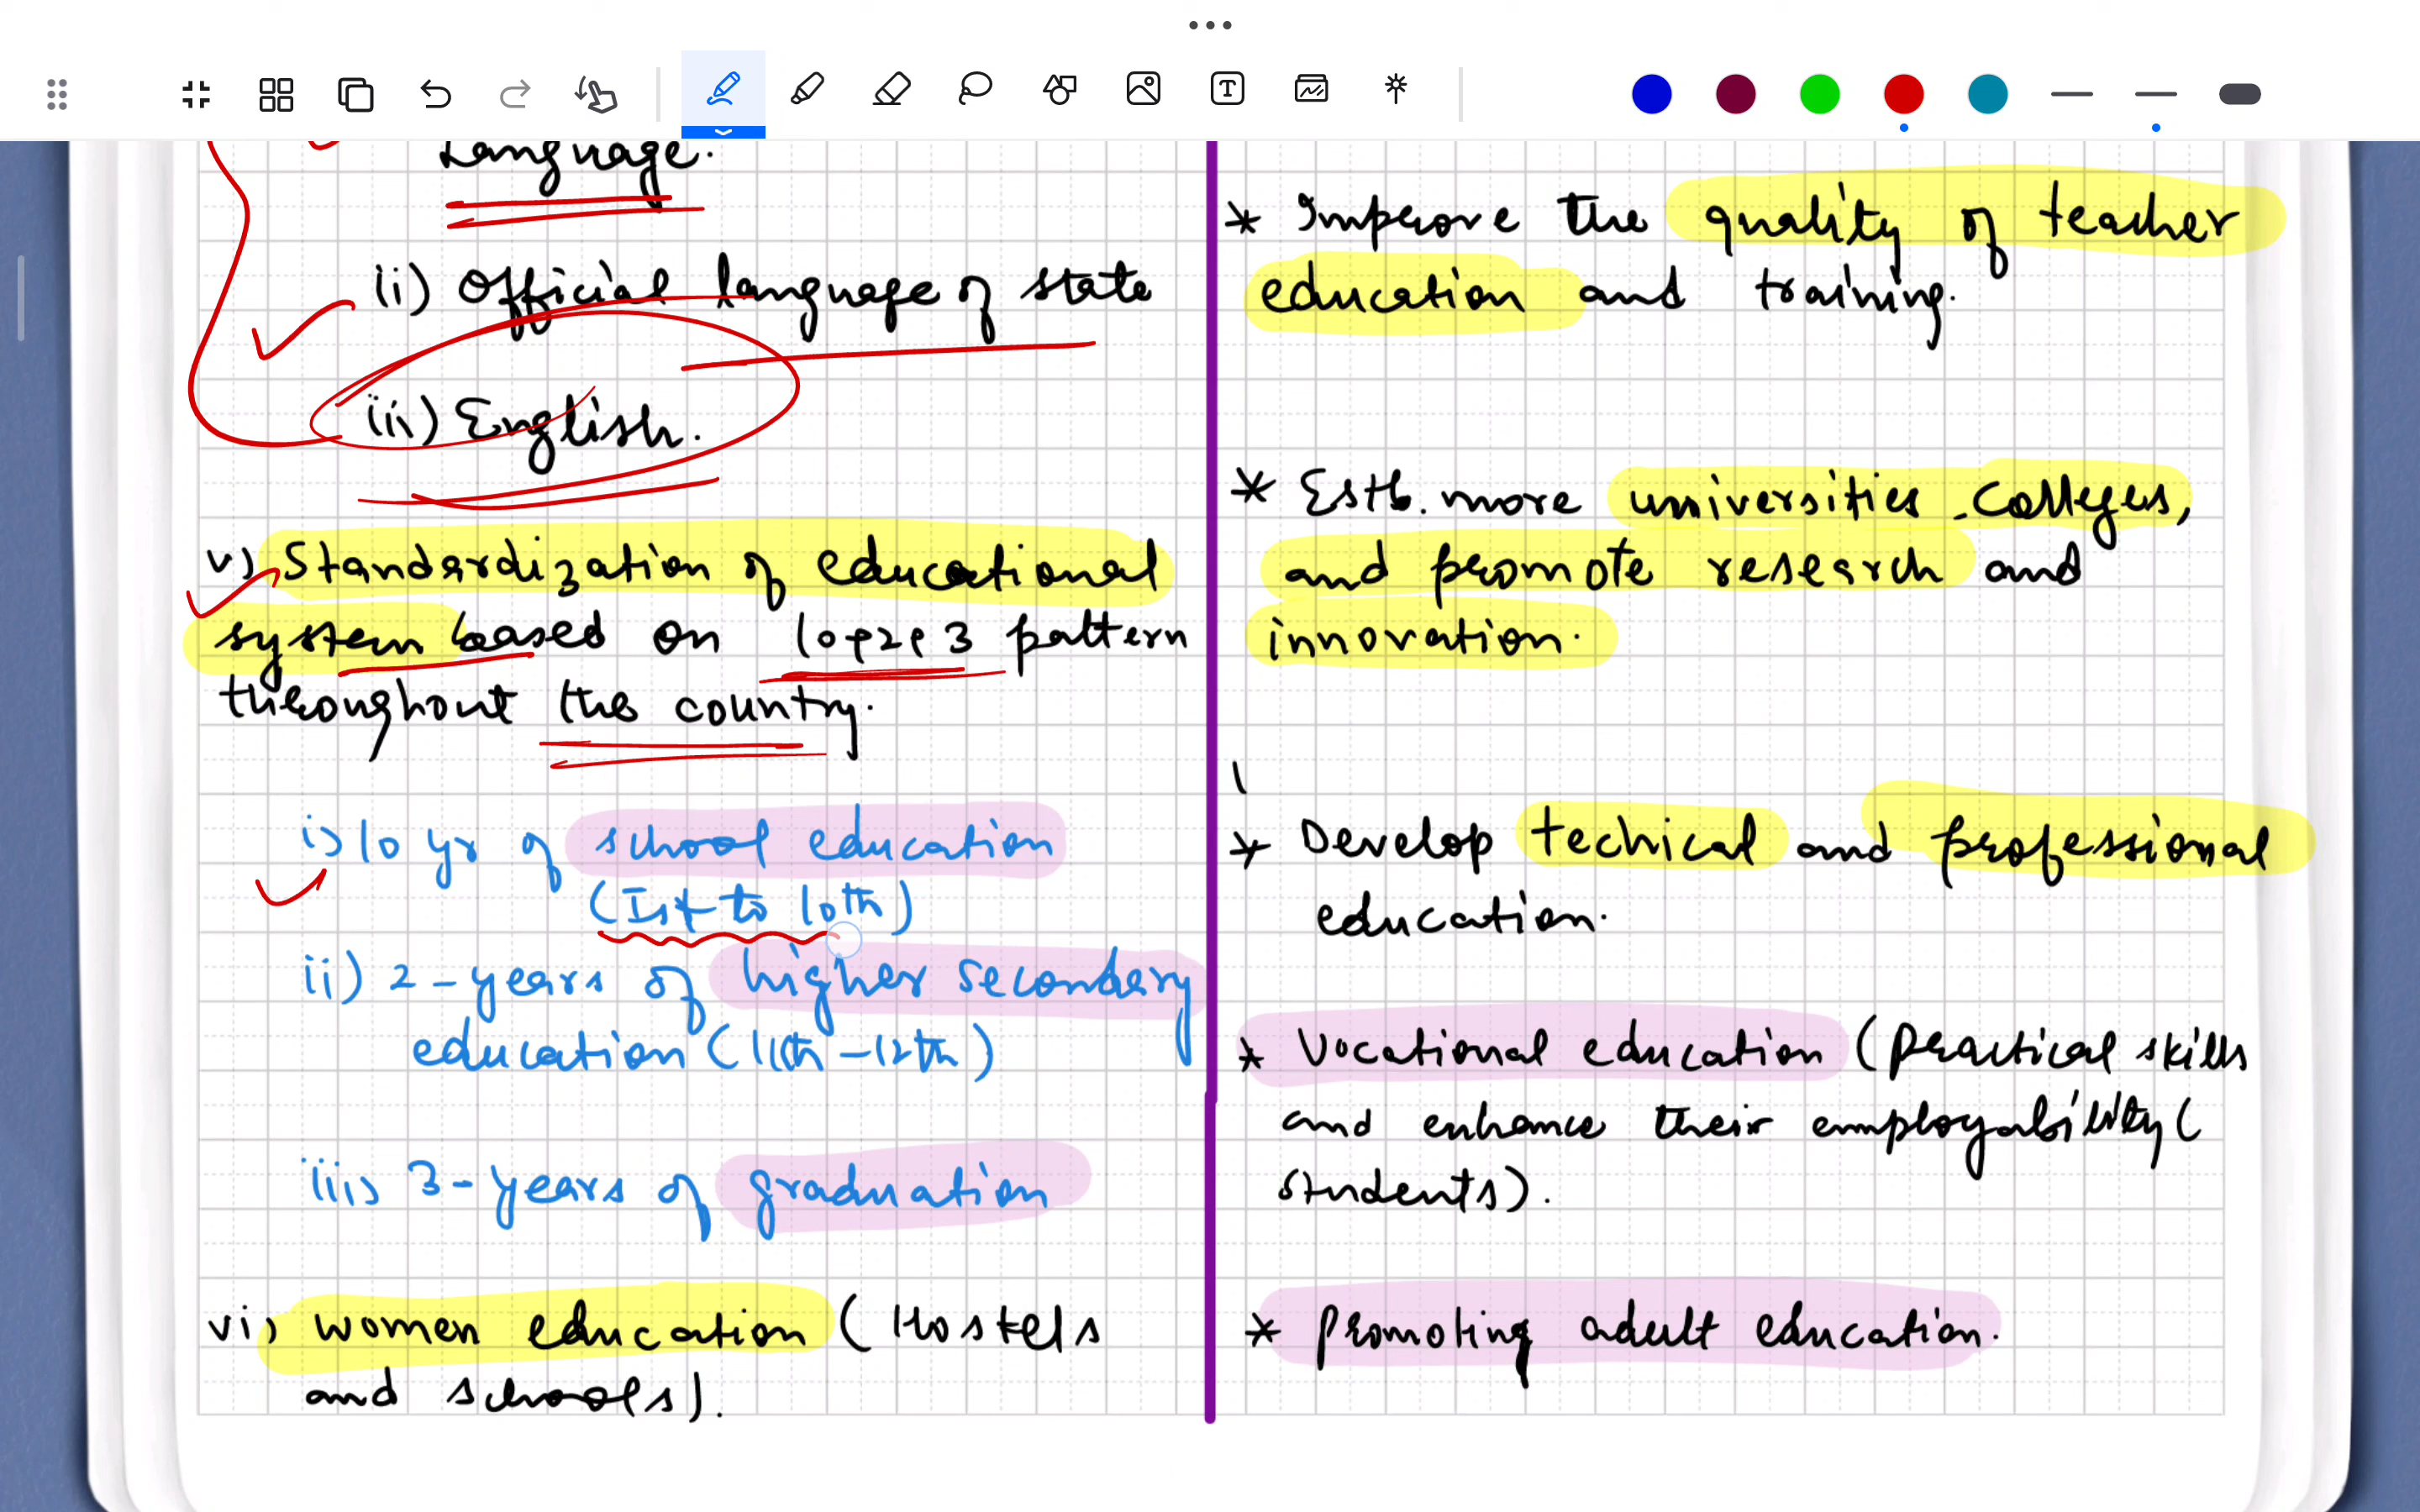 Language.
(i) Official language of state
(ii) English.
v) Standardization of educational
system based on 10+2+3 pattern
throughout the country.
i) 10 yr of school education
(Ist to 10th)
ii) 2-years of higher secondary
education (11th-12th)
iii) 3-years of graduation
vi) women education (Hostels
and schools).
* Improve the quality of teacher
education and training.
* Estb. more universities, colleges,
and promote research and
innovation.
* Develop techical and professional
education.
* Vocational education (practical skills
and enhance their employability (
students).
* Promoting adult education.